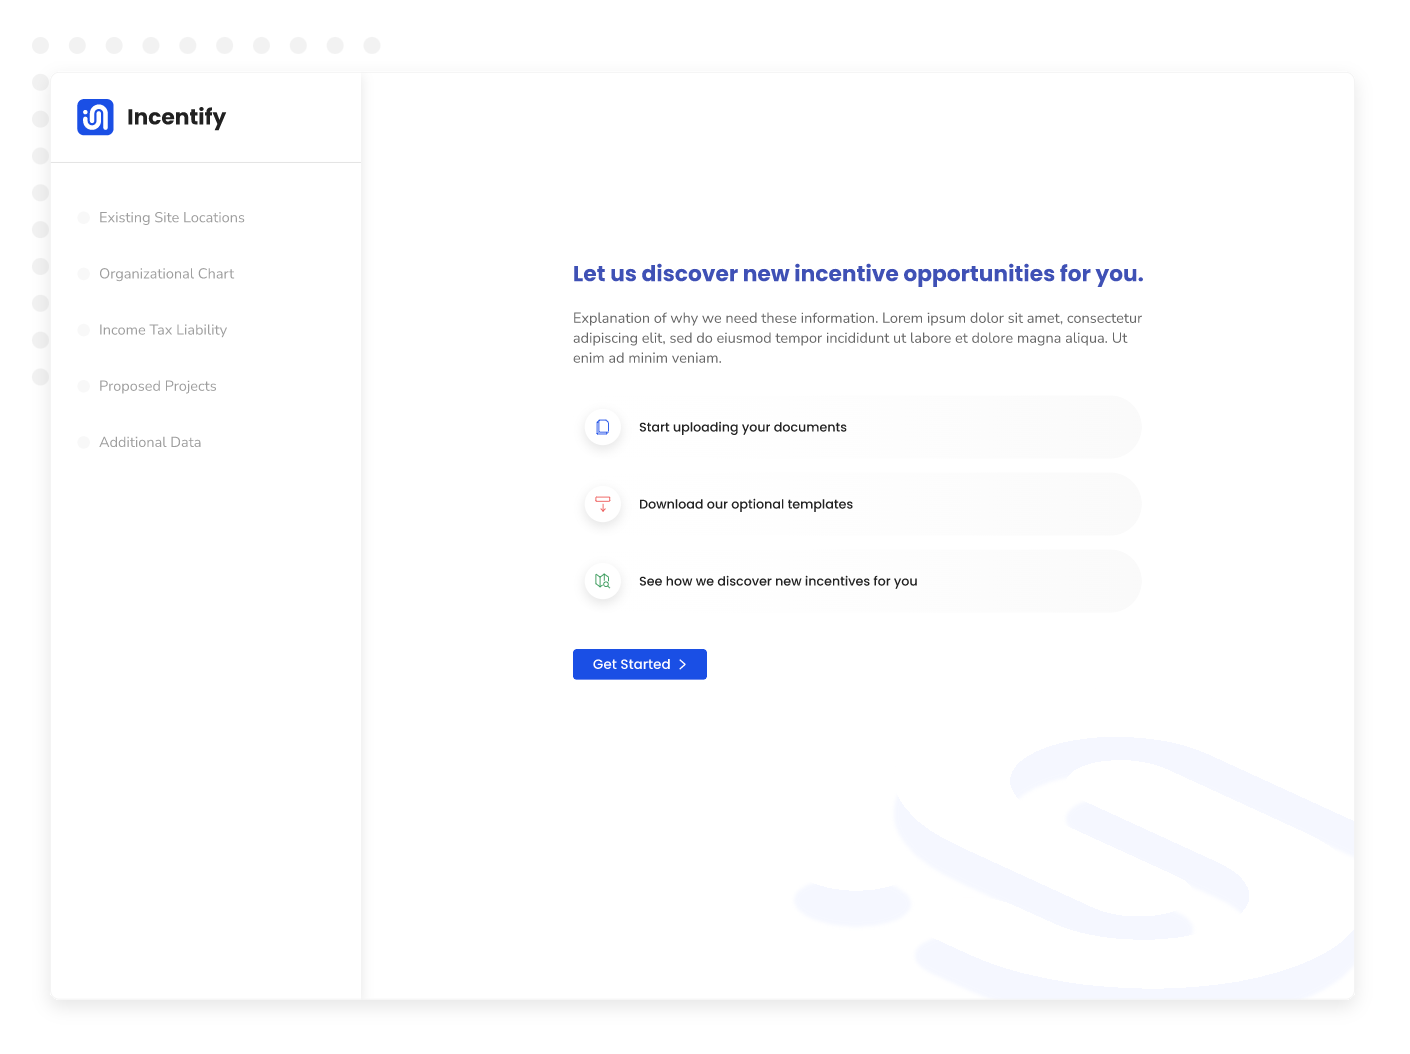 Incentify
Existing Site Locations
Organizational Chart
Income Tax Liability
Proposed Projects
Additional Data
Let us discover new incentive opportunities for you.
Explanation of why we need these information. Lorem ipsum dolor sit amet, consectetur
adipiscing elit, sed do eiusmod tempor incididunt ut labore et dolore magna aliqua. Ut
enim ad minim veniam.
Start uploading your documents
Download our optional templates
See how we discover new incentives for you
Get Started